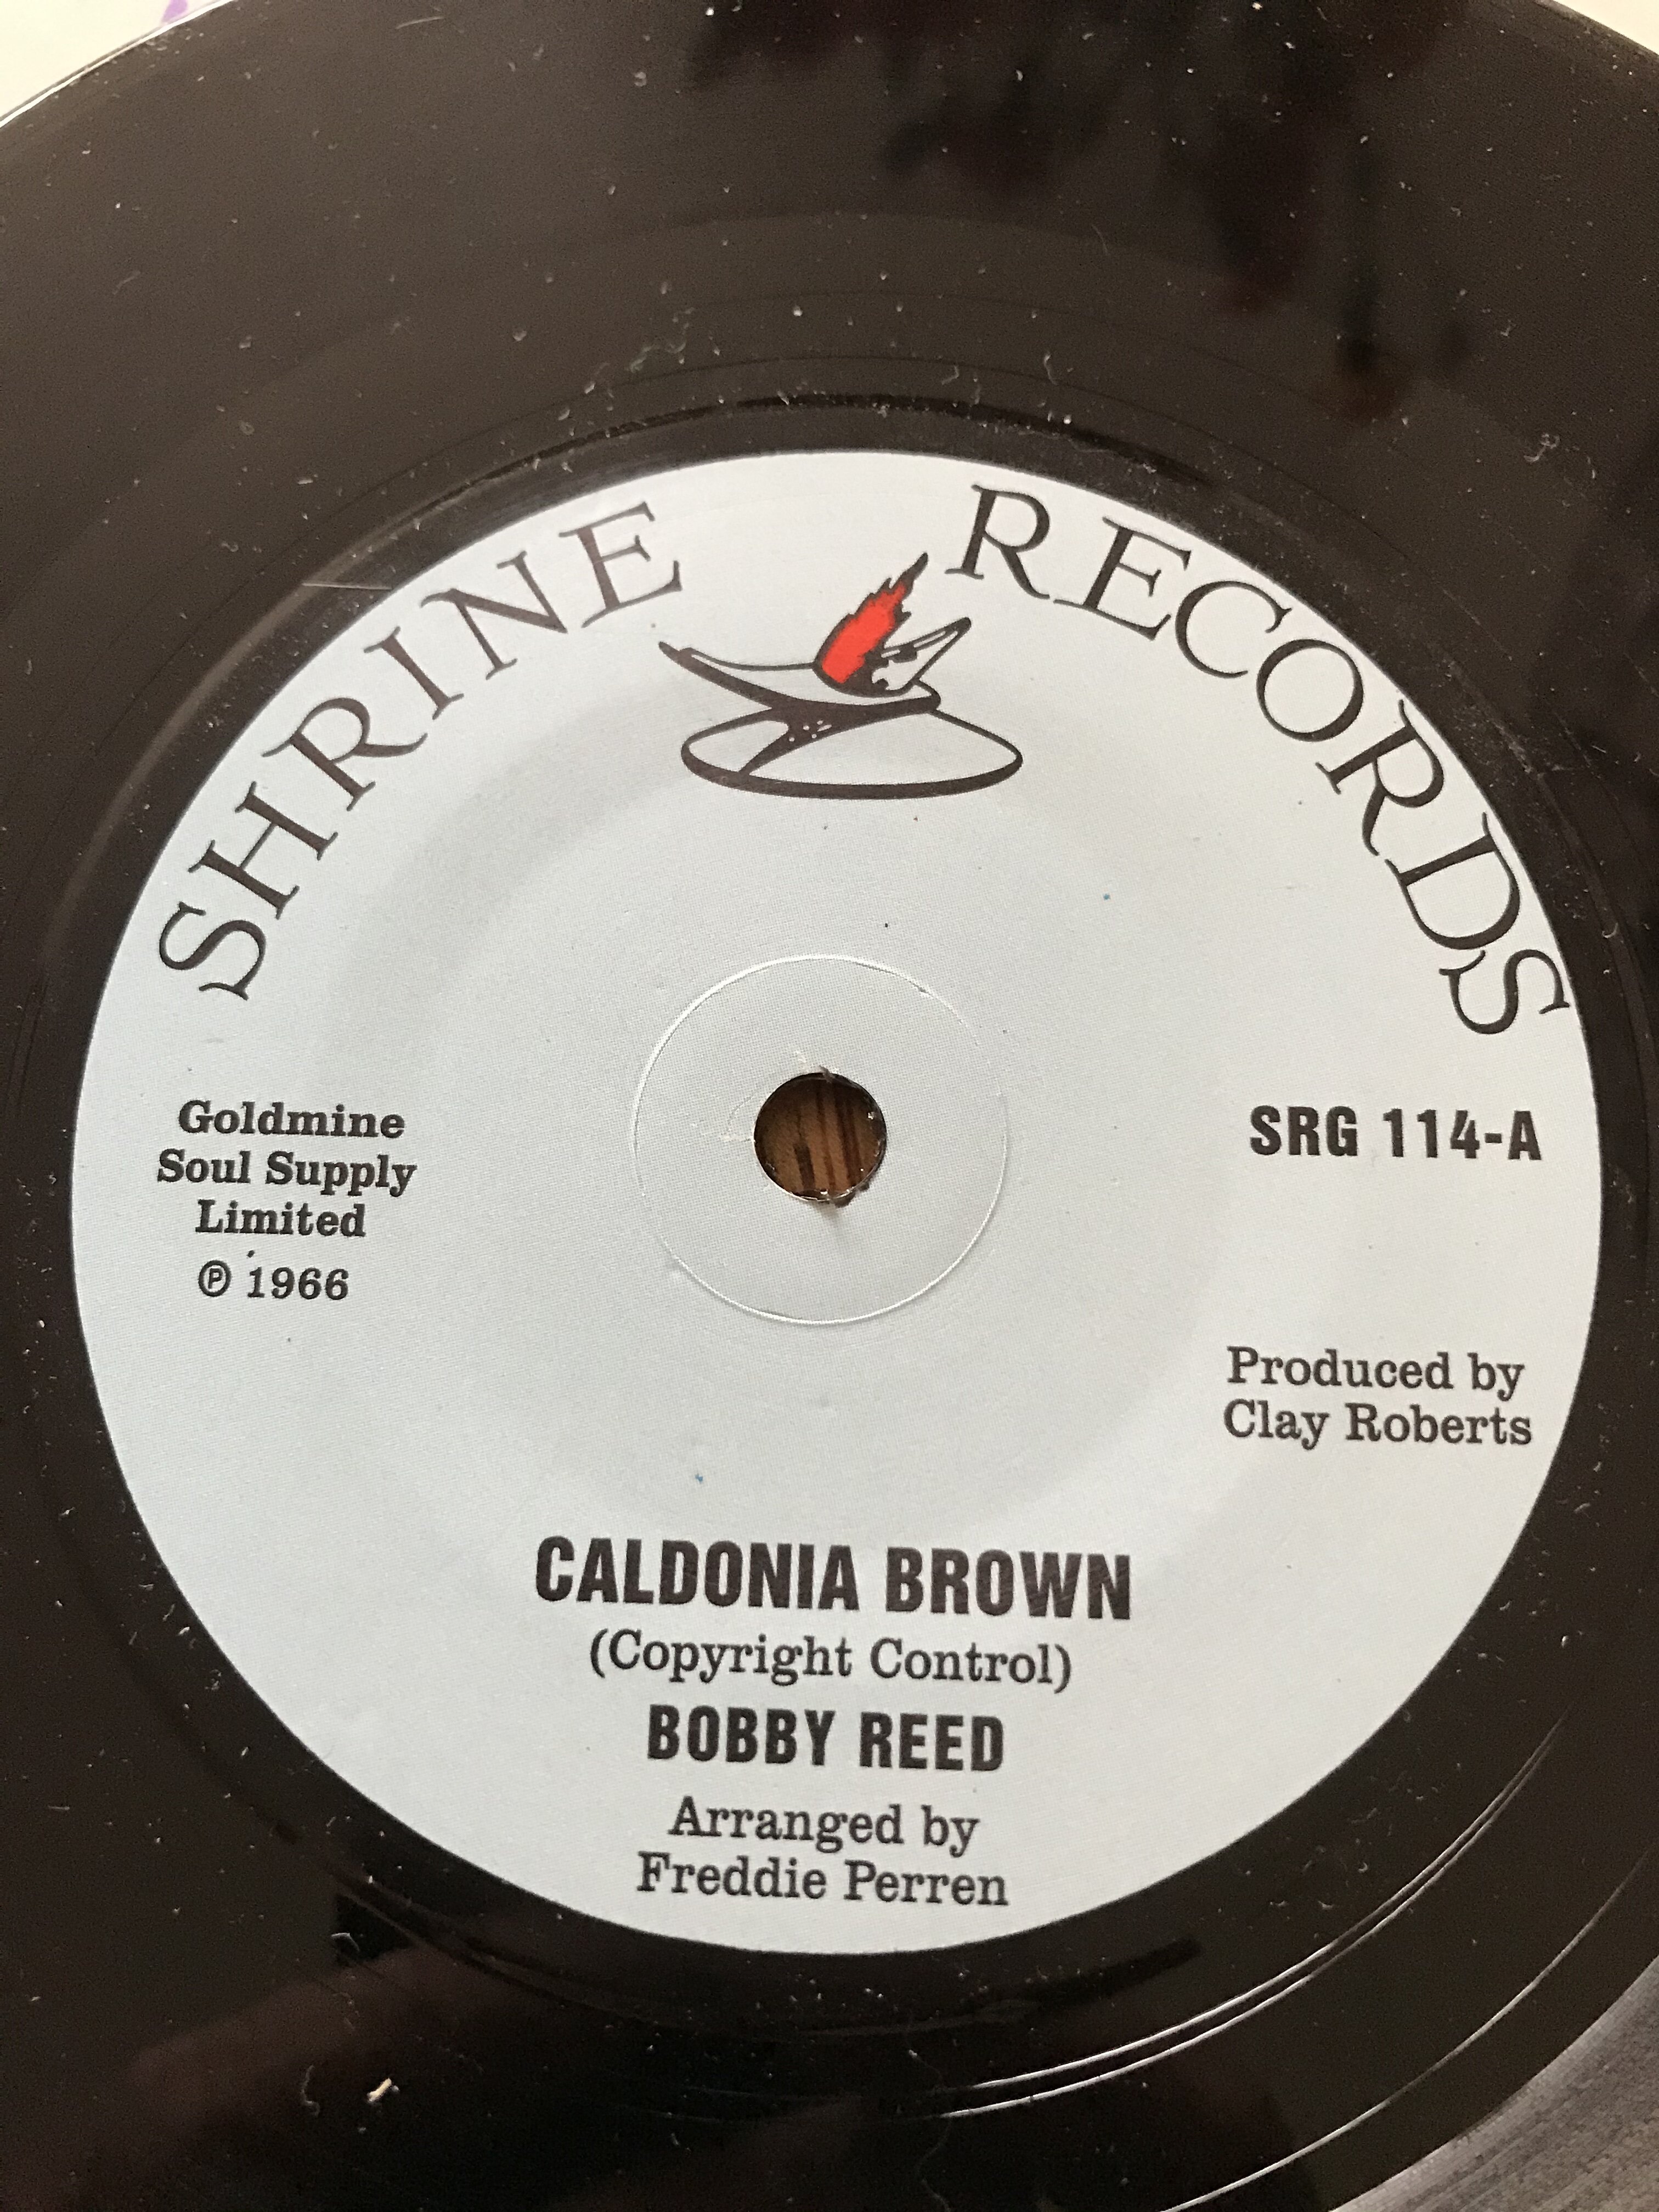 SHRINE RECORDS
Goldmine
Soul Supply
Limited
℗ 1966
SRG 114-A
Produced by
Clay Roberts
CALDONIA BROWN
(Copyright Control)
BOBBY REED
Arranged by
Freddie Perren